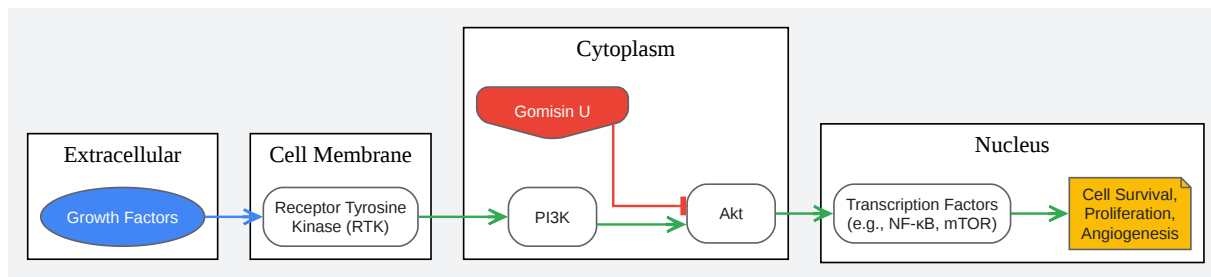 Extracellular
Growth Factors
Cell Membrane
Receptor Tyrosine
Kinase (RTK)
Cytoplasm
Gomisin U
PI3K
Akt
Nucleus
Transcription Factors
(e.g., NF-κB, mTOR)
Cell Survival,
Proliferation,
Angiogenesis